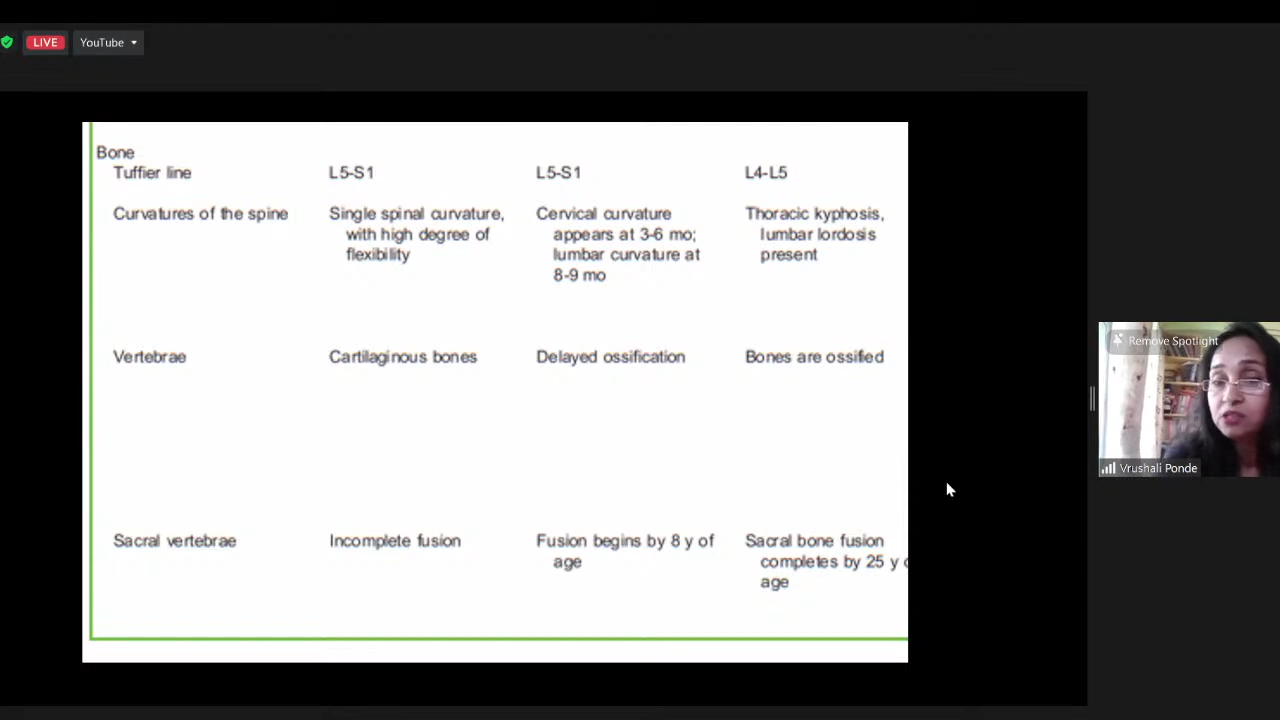 LIVE
YouTube
Bone
Tuffier line L5-S1 L5-S1 L4-L5
Curvatures of the spine Single spinal curvature, Cervical curvature Thoracic kyphosis,
with high degree of appears at 3-6 mo; lumbar lordosis
flexibility lumbar curvature at present
8-9 mo
Vertebrae Cartilaginous bones Delayed ossification Bones are ossified
Sacral vertebrae Incomplete fusion Fusion begins by 8 y of Sacral bone fusion
age completes by 25 y
age
Remove Spotlight
Vrushali Ponde